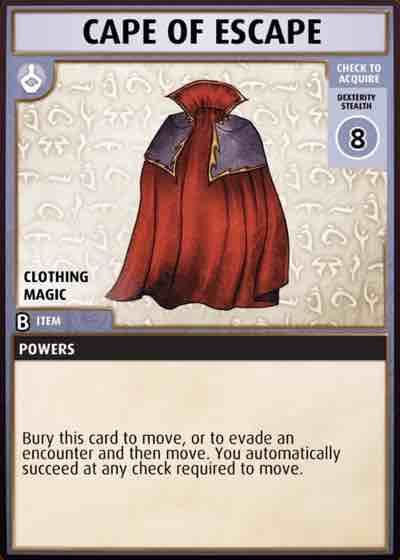 CAPE OF ESCAPE
CHECK TO
ACQUIRE
DEXTERITY
STEALTH
8
CLOTHING
MAGIC
B ITEM
POWERS
Bury this card to move, or to evade an
encounter and then move. You automatically
succeed at any check required to move.